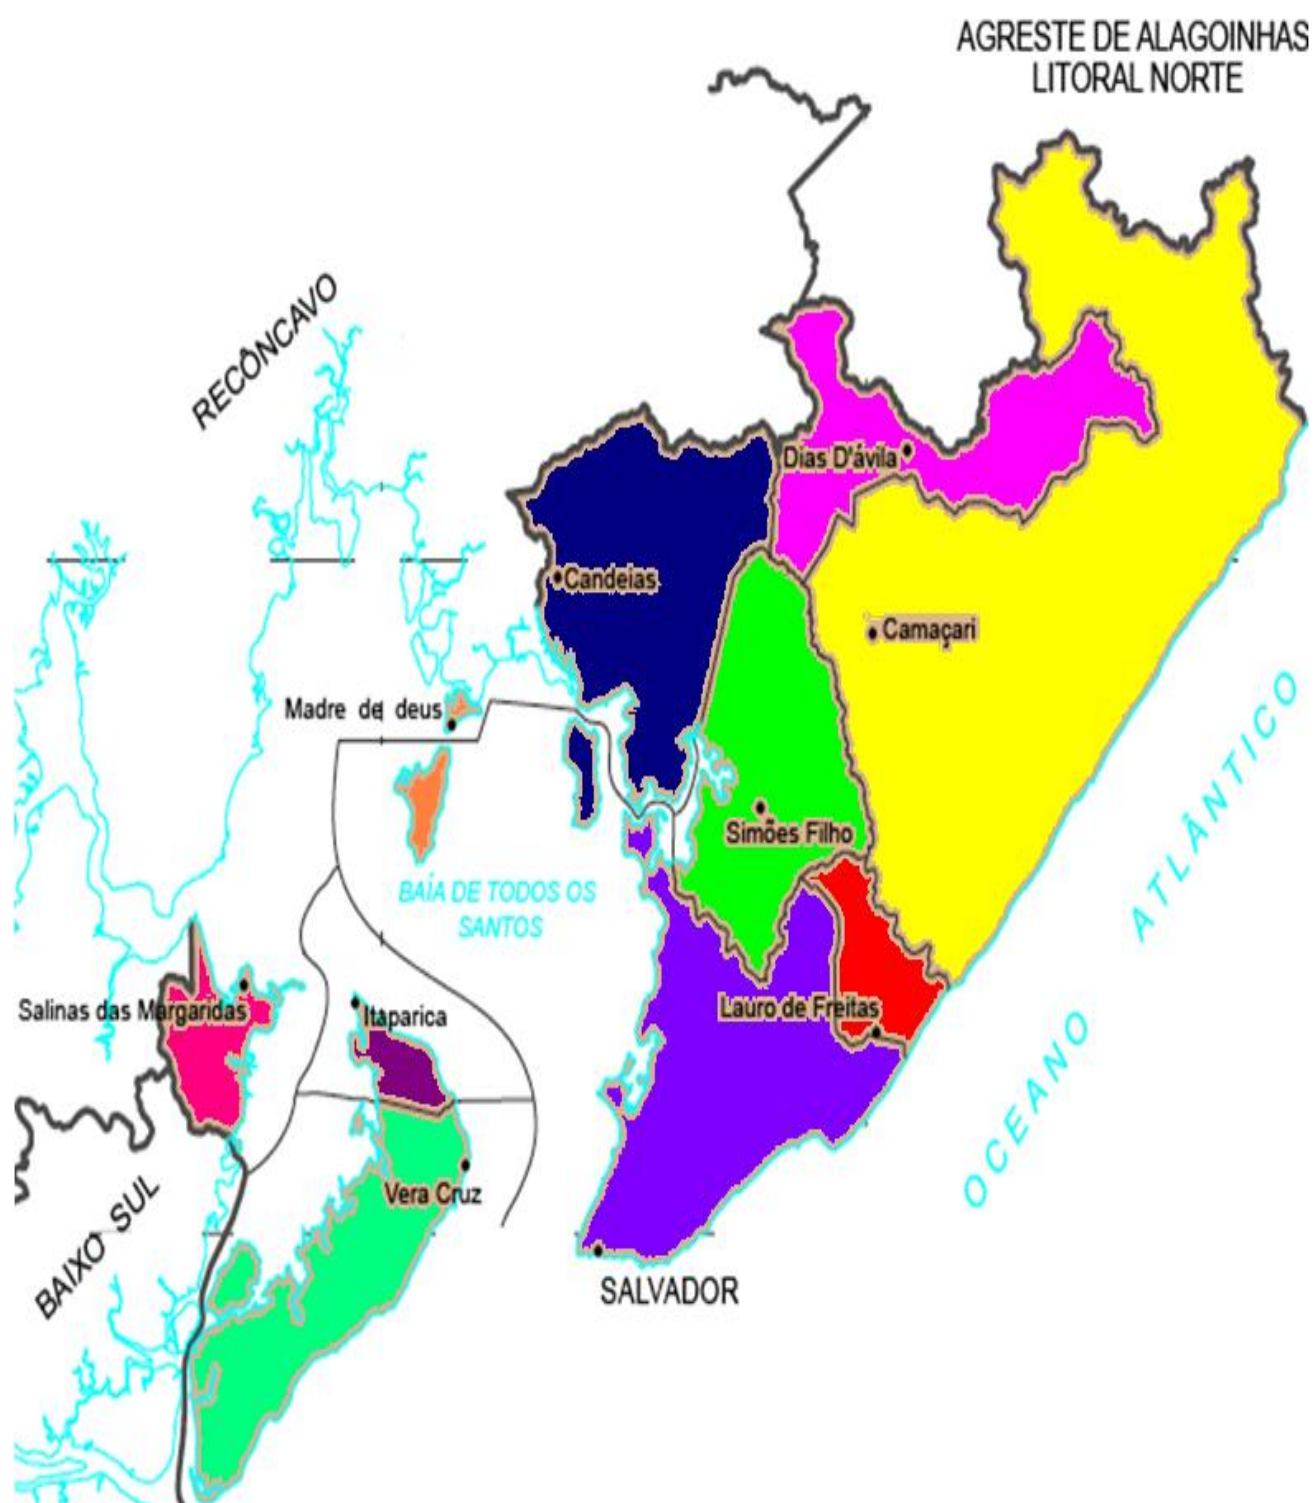 AGRESTE DE ALAGOINHAS
LITORAL NORTE
RECÔNCAVO
Dias D'ávila
Candeias
Camaçari
Madre de deus
Simões Filho
BAÍA DE TODOS OS
SANTOS
OCEANO ATLÂNTICO
Salinas das Margaridas
Itaparica
Lauro de Freitas
Vera Cruz
BAIXO SUL
SALVADOR